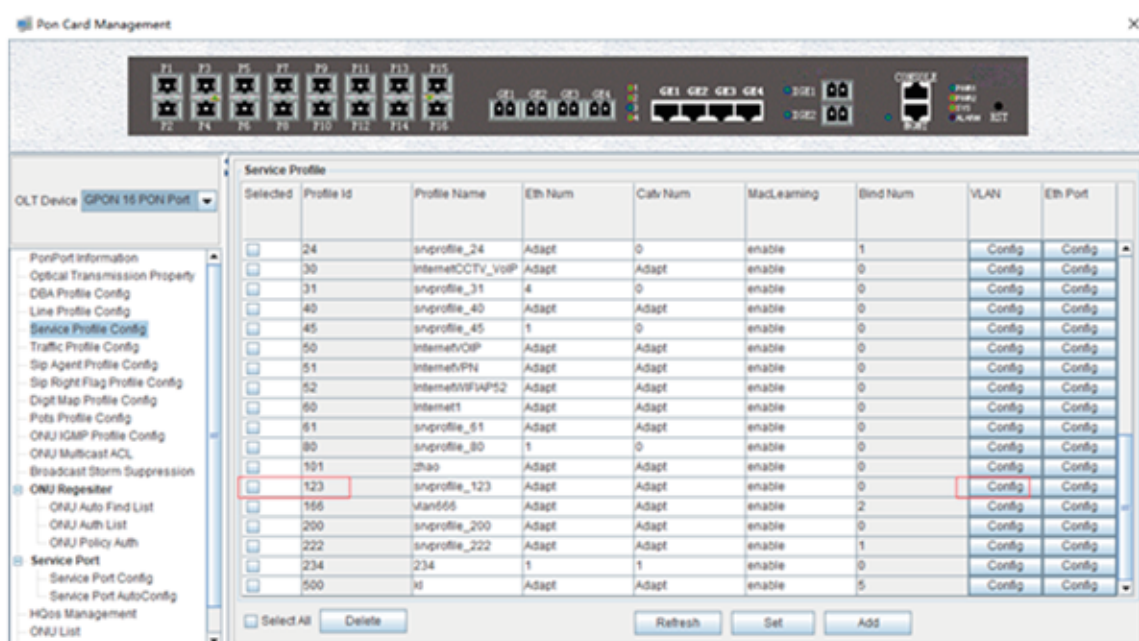 Pon Card Management
P1 P3 P5 P7 P9 P11 P13 P15
GE1 GE2 GE3 GE4
GE1 GE2 GE3 GE4
CONSOLE
P2 P4 P6 P8 P10 P12 P14 P16
RST
OLT Device GPON 16 PON Port
PonPort Information
Optical Transmission Property
DBA Profile Config
Line Profile Config
Service Profile Config
Traffic Profile Config
Sip Agent Profile Config
Sip Right Flag Profile Config
Digit Map Profile Config
Pots Profile Config
ONU IGMP Profile Config
ONU Multicast ACL
Broadcast Storm Suppression
ONU Regesiter
ONU Auto Find List
ONU Auth List
ONU Policy Auth
Service Port
Service Port Config
Service Port AutoConfig
HQos Management
ONU List
Service Profile
Selected Profile Id Profile Name Eth Num Catv Num MacLearning Bind Num VLAN Eth Port
24 srvprofile_24 Adapt 0 enable 1 Config Config
30 InternetCCTV_VoIP Adapt Adapt enable 0 Config Config
31 srvprofile_31 4 0 enable 0 Config Config
40 srvprofile_40 Adapt Adapt enable 0 Config Config
45 srvprofile_45 1 0 enable 0 Config Config
50 InternetVOIP Adapt Adapt enable 0 Config Config
51 InternetVPN Adapt Adapt enable 0 Config Config
52 InternetWIFIAP52 Adapt Adapt enable 0 Config Config
60 Internet1 Adapt Adapt enable 0 Config Config
61 srvprofile_61 Adapt Adapt enable 0 Config Config
80 srvprofile_80 1 0 enable 0 Config Config
101 zhao Adapt Adapt enable 0 Config Config
123 srvprofile_123 Adapt Adapt enable 0 Config Config
166 vlan666 Adapt Adapt enable 2 Config Config
200 srvprofile_200 Adapt Adapt enable 0 Config Config
222 srvprofile_222 Adapt Adapt enable 1 Config Config
234 234 1 1 enable 0 Config Config
500 Adapt Adapt enable 5 Config Config
Select All Delete Refresh Set Add